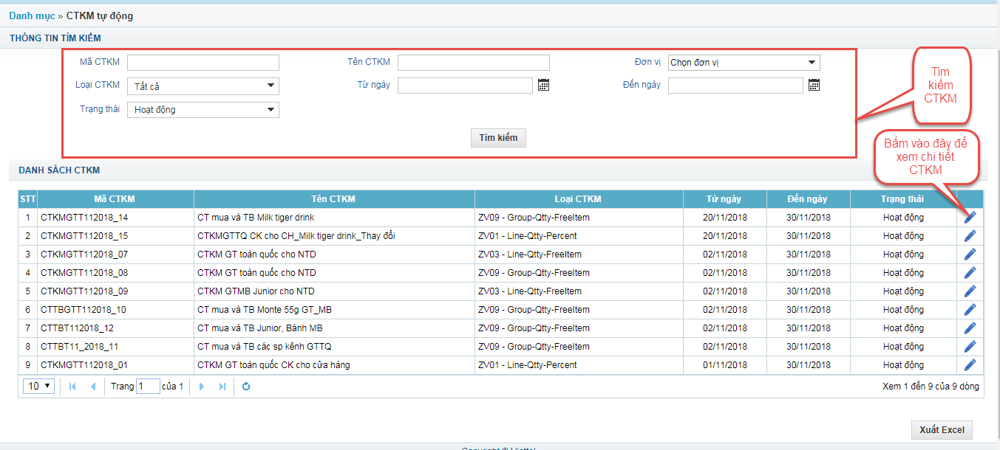 Danh mục » CTKM tự động
THÔNG TIN TÌM KIẾM
Mã CTKM
Tên CTKM
Đơn vị Chọn đơn vị
Loại CTKM Tất cả
Từ ngày
Đến ngày
Trạng thái Hoạt động
Tìm kiếm
Tìm
kiếm
CTKM
Bấm vào đây để
xem chi tiết
CTKM
DANH SÁCH CTKM
STT Mã CTKM Tên CTKM Loại CTKM Từ ngày Đến ngày Trạng thái
1 CTKMGTT112018_14 CT mua và TB Milk tiger drink ZV09 - Group-Qtty-FreeItem 20/11/2018 30/11/2018 Hoạt động
2 CTKMGTT112018_15 CTKMGTTQ CK cho CH_Milk tiger drink_Thay đổi ZV01 - Line-Qtty-Percent 20/11/2018 30/11/2018 Hoạt động
3 CTKMGTT112018_07 CTKM GT toàn quốc cho NTD ZV03 - Line-Qtty-FreeItem 02/11/2018 30/11/2018 Hoạt động
4 CTKMGTT112018_08 CTKM GT toàn quốc cho NTD ZV09 - Group-Qtty-FreeItem 02/11/2018 30/11/2018 Hoạt động
5 CTKMGTT112018_09 CTKM GTMB Junior cho NTD ZV03 - Line-Qtty-FreeItem 02/11/2018 30/11/2018 Hoạt động
6 CTTBGTT112018_10 CT mua và TB Monte 55g GT_MB ZV09 - Group-Qtty-FreeItem 02/11/2018 30/11/2018 Hoạt động
7 CTTBT112018_12 CT mua và TB Junior, Bánh MB ZV09 - Group-Qtty-FreeItem 02/11/2018 30/11/2018 Hoạt động
8 CTTBT11_2018_11 CT mua và TB các sp kênh GTTQ ZV09 - Group-Qtty-FreeItem 02/11/2018 30/11/2018 Hoạt động
9 CTKMGTT112018_01 CTKM GT toàn quốc CK cho cửa hàng ZV01 - Line-Qtty-Percent 01/11/2018 30/11/2018 Hoạt động
10 Trang 1 của 1 Xem 1 đến 9 của 9 dòng
Xuất Excel
Copyright © Viettel